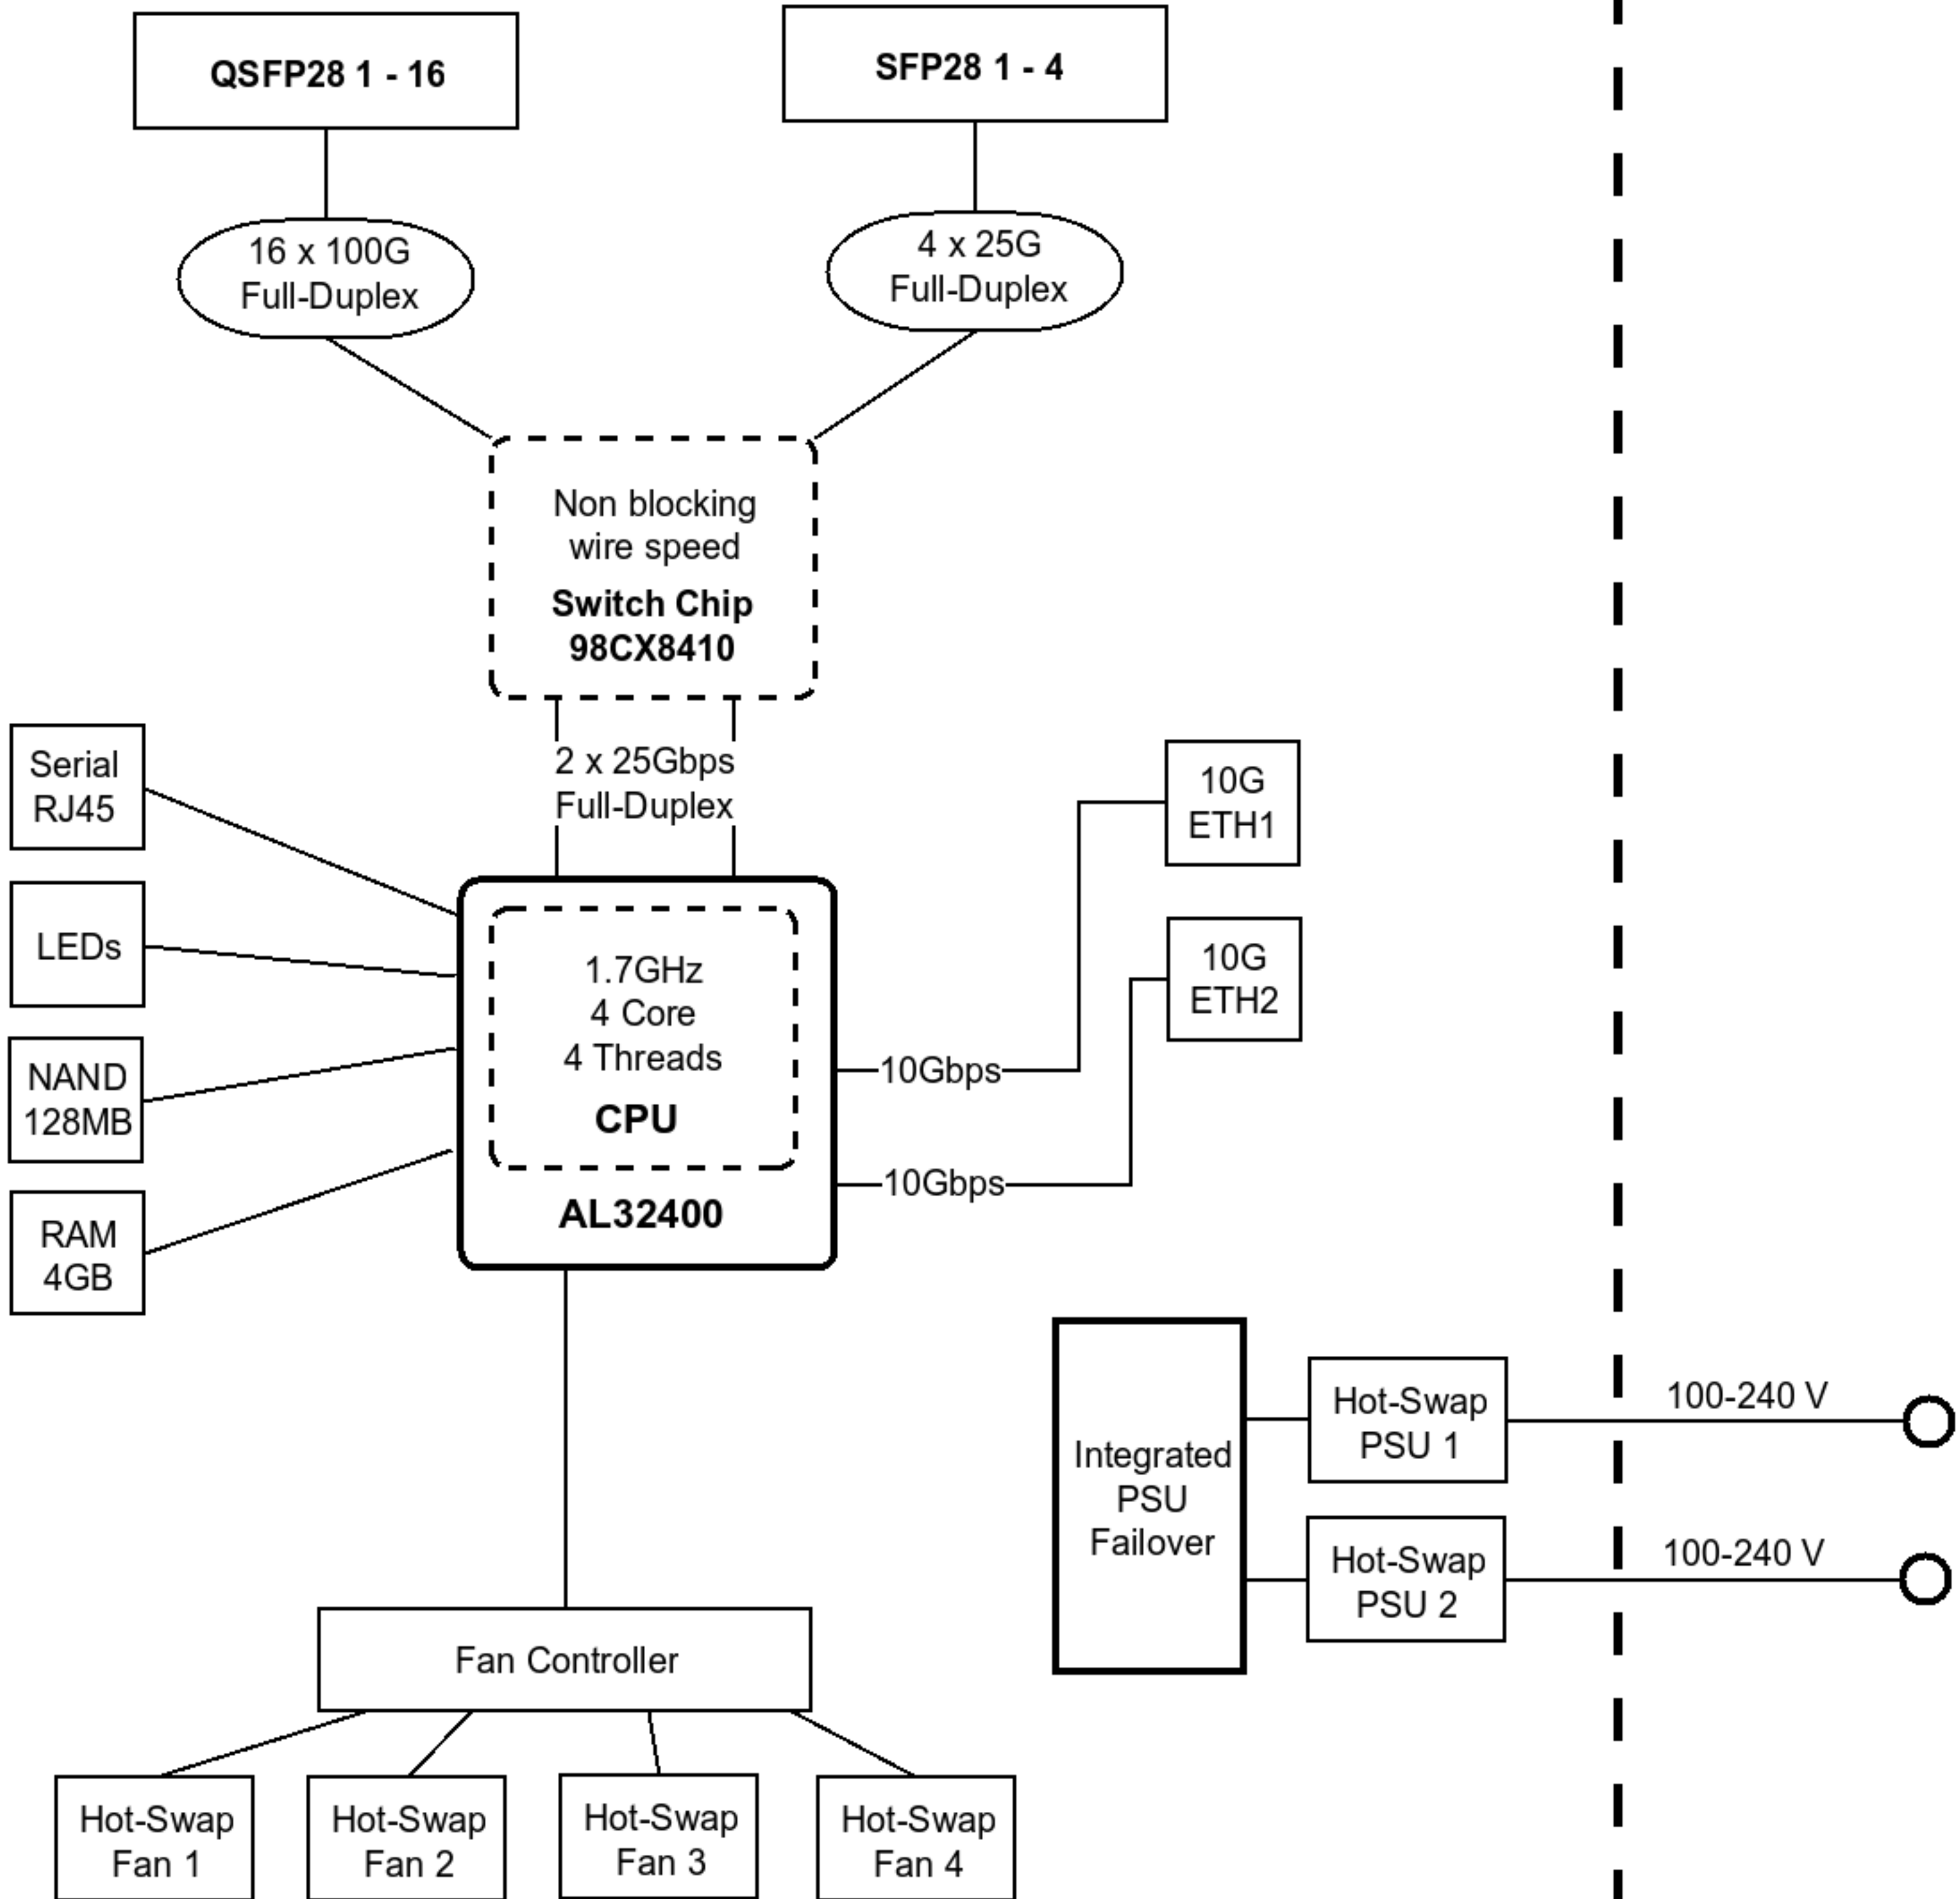 QSFP28 1 - 16
SFP28 1 - 4
16 x 100G
Full-Duplex
4 x 25G
Full-Duplex
Non blocking
wire speed
Switch Chip
98CX8410
2 x 25Gbps
Full-Duplex
Serial
RJ45
LEDs
NAND
128MB
RAM
4GB
1.7GHz
4 Core
4 Threads
CPU
AL32400
10G
ETH1
10G
ETH2
10Gbps
10Gbps
Integrated
PSU
Failover
Hot-Swap
PSU 1
100-240 V
Hot-Swap
PSU 2
100-240 V
Fan Controller
Hot-Swap
Fan 1
Hot-Swap
Fan 2
Hot-Swap
Fan 3
Hot-Swap
Fan 4